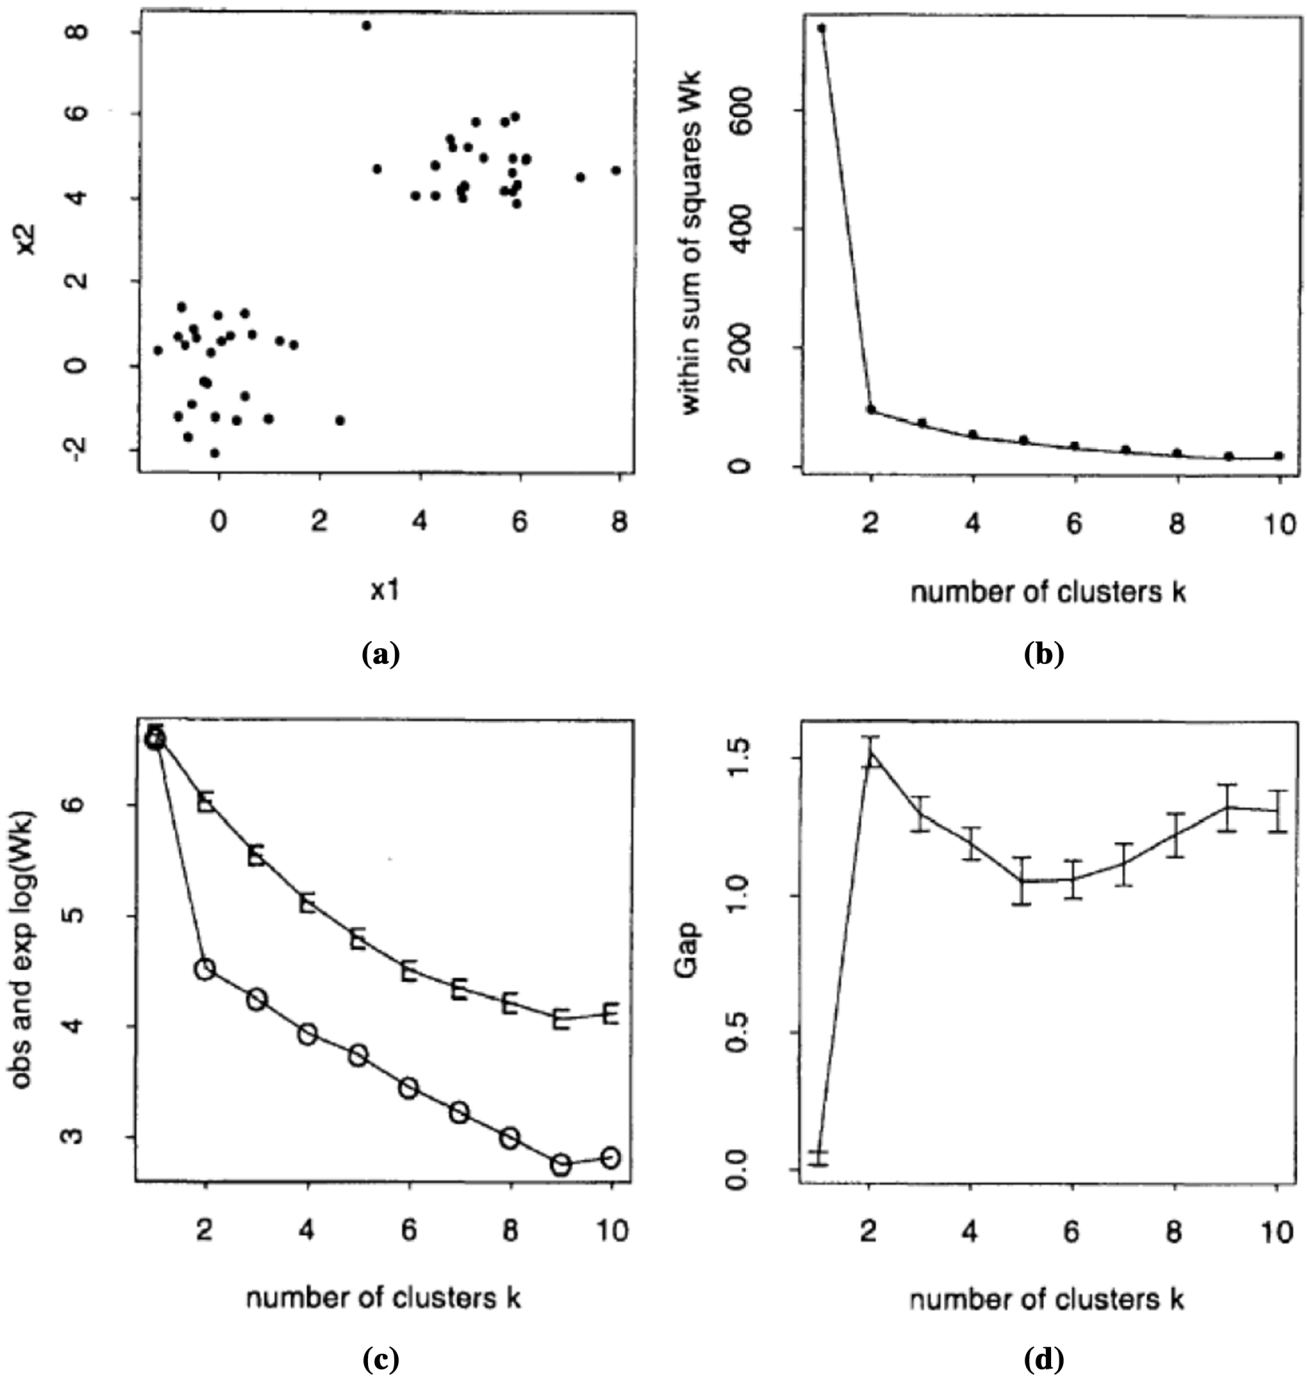 8
6
4
2
0
-2
x2
0 2 4 6 8
x1
(a)
600
400
200
0
within sum of squares Wk
2 4 6 8 10
number of clusters k
(b)
6
5
4
3
obs and exp log(Wk)
E
E
E
E
E
E
E
E
E
E
O
O
O
O
O
O
O
O
O
O
2 4 6 8 10
number of clusters k
(c)
1.5
1.0
0.5
0.0
Gap
2 4 6 8 10
number of clusters k
(d)